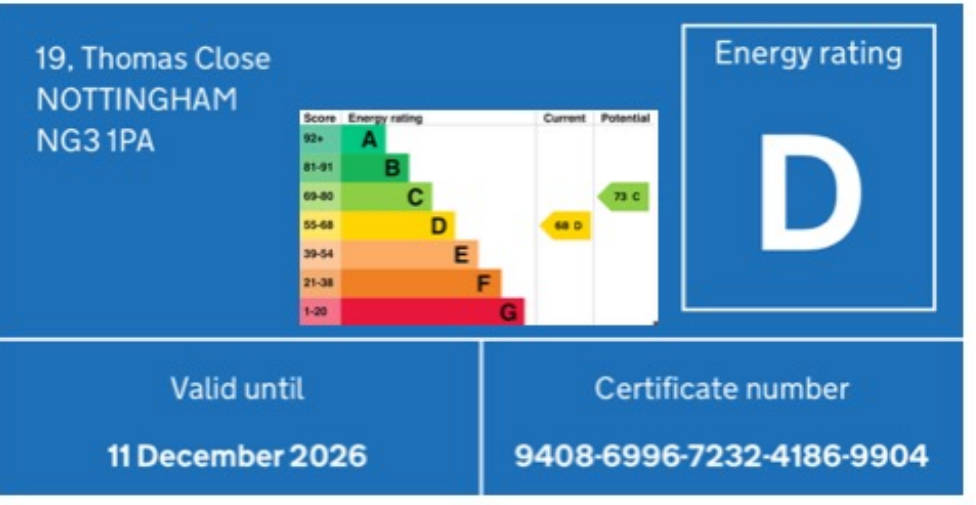 19, Thomas Close
NOTTINGHAM
NG3 1PA
Energy rating
D
Score Energy rating Current Potential
92+ A
81-91 B
69-80 C 73 C
55-68 D 68 D
39-54 E
21-38 F
1-20 G
Valid until
11 December 2026
Certificate number
9408-6996-7232-4186-9904